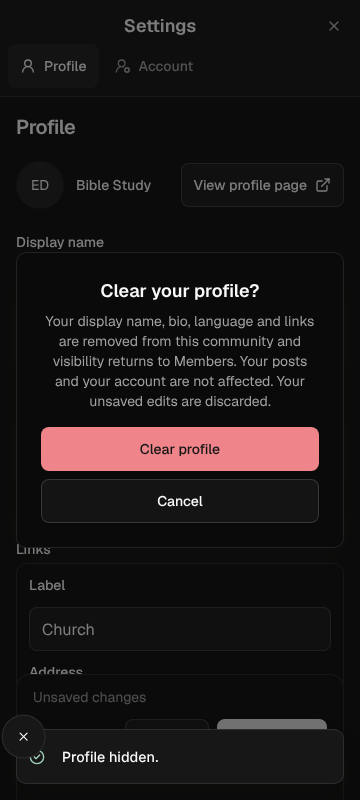 Settings
Profile
Account
Profile
ED
Bible Study
View profile page
Display name
Clear your profile?
Your display name, bio, language and links
are removed from this community and
visibility returns to Members. Your posts
and your account are not affected. Your
unsaved edits are discarded.
Clear profile
Cancel
Links
Label
Church
Address
Unsaved changes
Profile hidden.